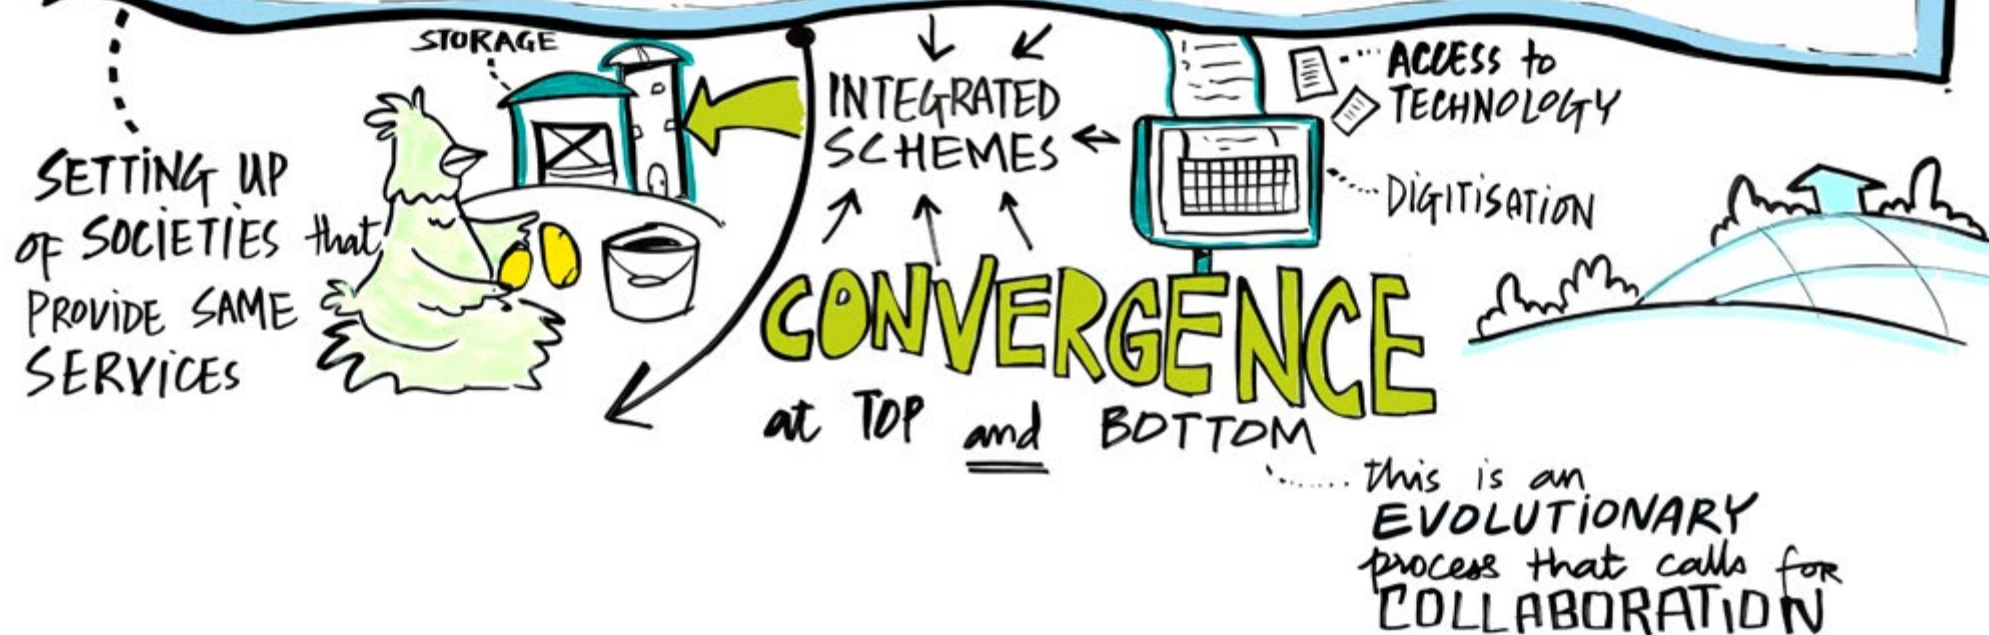 STORAGE
SETTING UP
OF SOCIETIES that
PROVIDE SAME
SERVICES
INTEGRATED
SCHEMES
ACCESS to
TECHNOLOGY
DIGITISATION
CONVERGENCE
at TOP and BOTTOM
this is an
EVOLUTIONARY
process that calls for
COLLABORATION